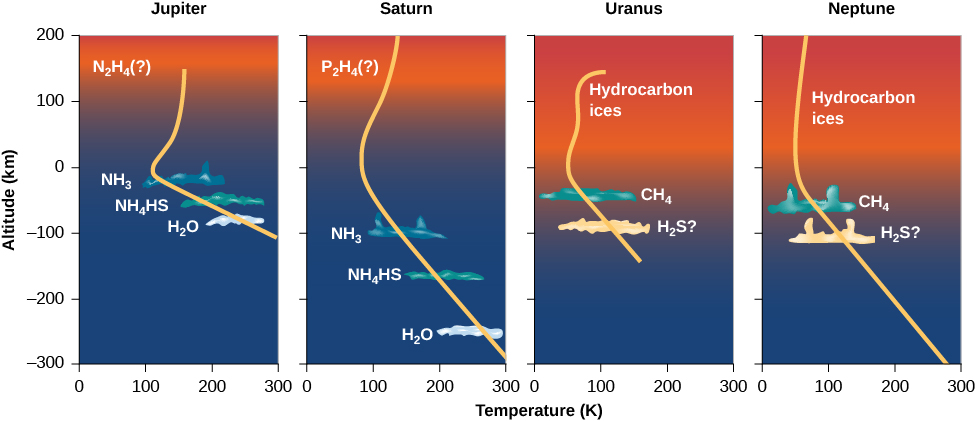 Jupiter Saturn Uranus Neptune
200
100
0
–100
–200
–300
Altitude (km)
N₂H₄(?)
NH₃
NH₄HS
H₂O
0 100 200 300
P₂H₄(?)
NH₃
NH₄HS
H₂O
0 100 200 300
Hydrocarbon
ices
CH₄
H₂S?
0 100 200 300
Hydrocarbon
ices
CH₄
H₂S?
0 100 200 300
Temperature (K)